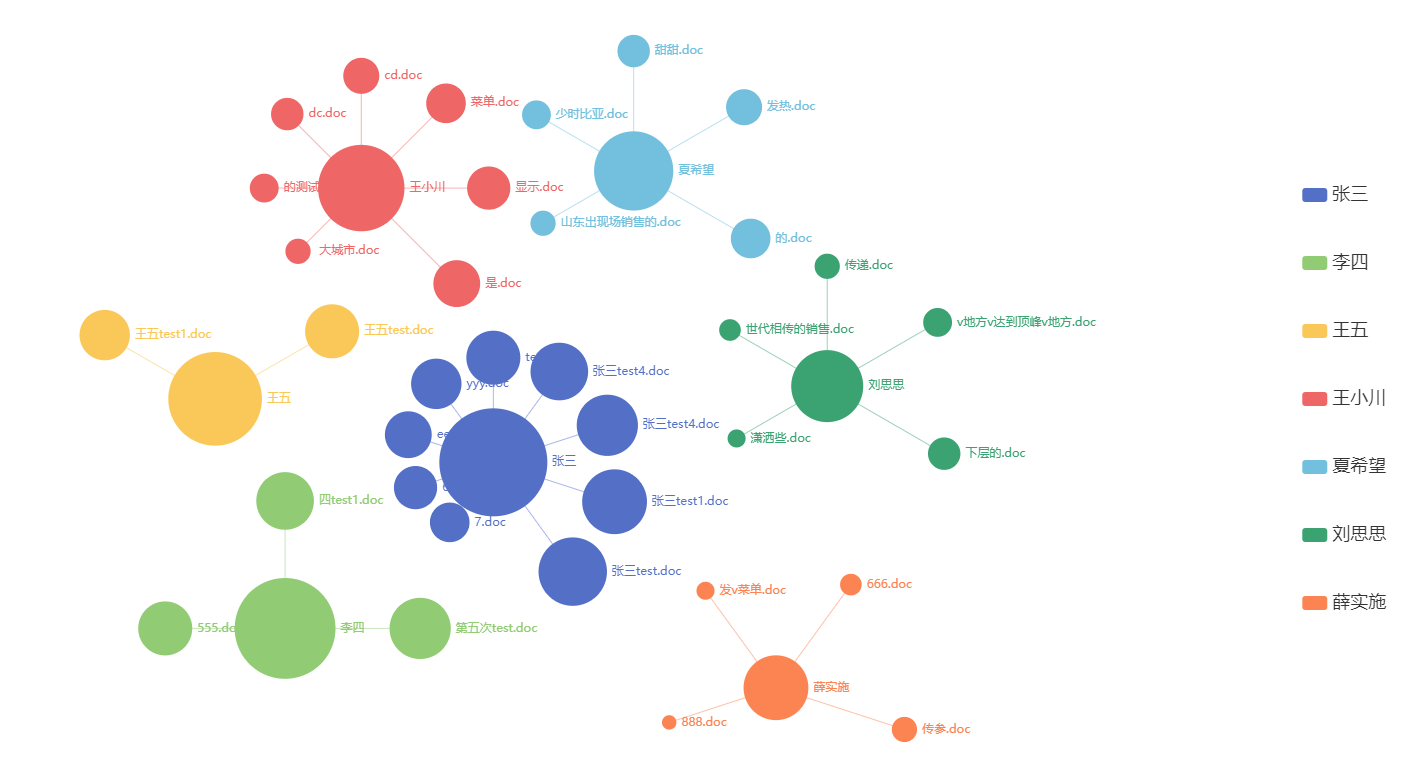 甜甜.doc
cd.doc
菜单.doc
发热.doc
dc.doc
少时比亚.doc
夏希望
的测试
王小川
显示.doc
张三
山东出现场销售的.doc
的.doc
大城市.doc
李四
传递.doc
是.doc
v地方v达到顶峰v地方.doc
王五test1.doc
王五test.doc
世代相传的销售.doc
王五
张三test4.doc
yyy.doc
刘思思
王五
王小川
张三test4.doc
潇洒些.doc
下层的.doc
张三
夏希望
四test1.doc
张三test1.doc
7.doc
刘思思
张三test.doc
666.doc
发v菜单.doc
薛实施
555.do
李四
第五次test.doc
薛实施
888.doc
传参.doc